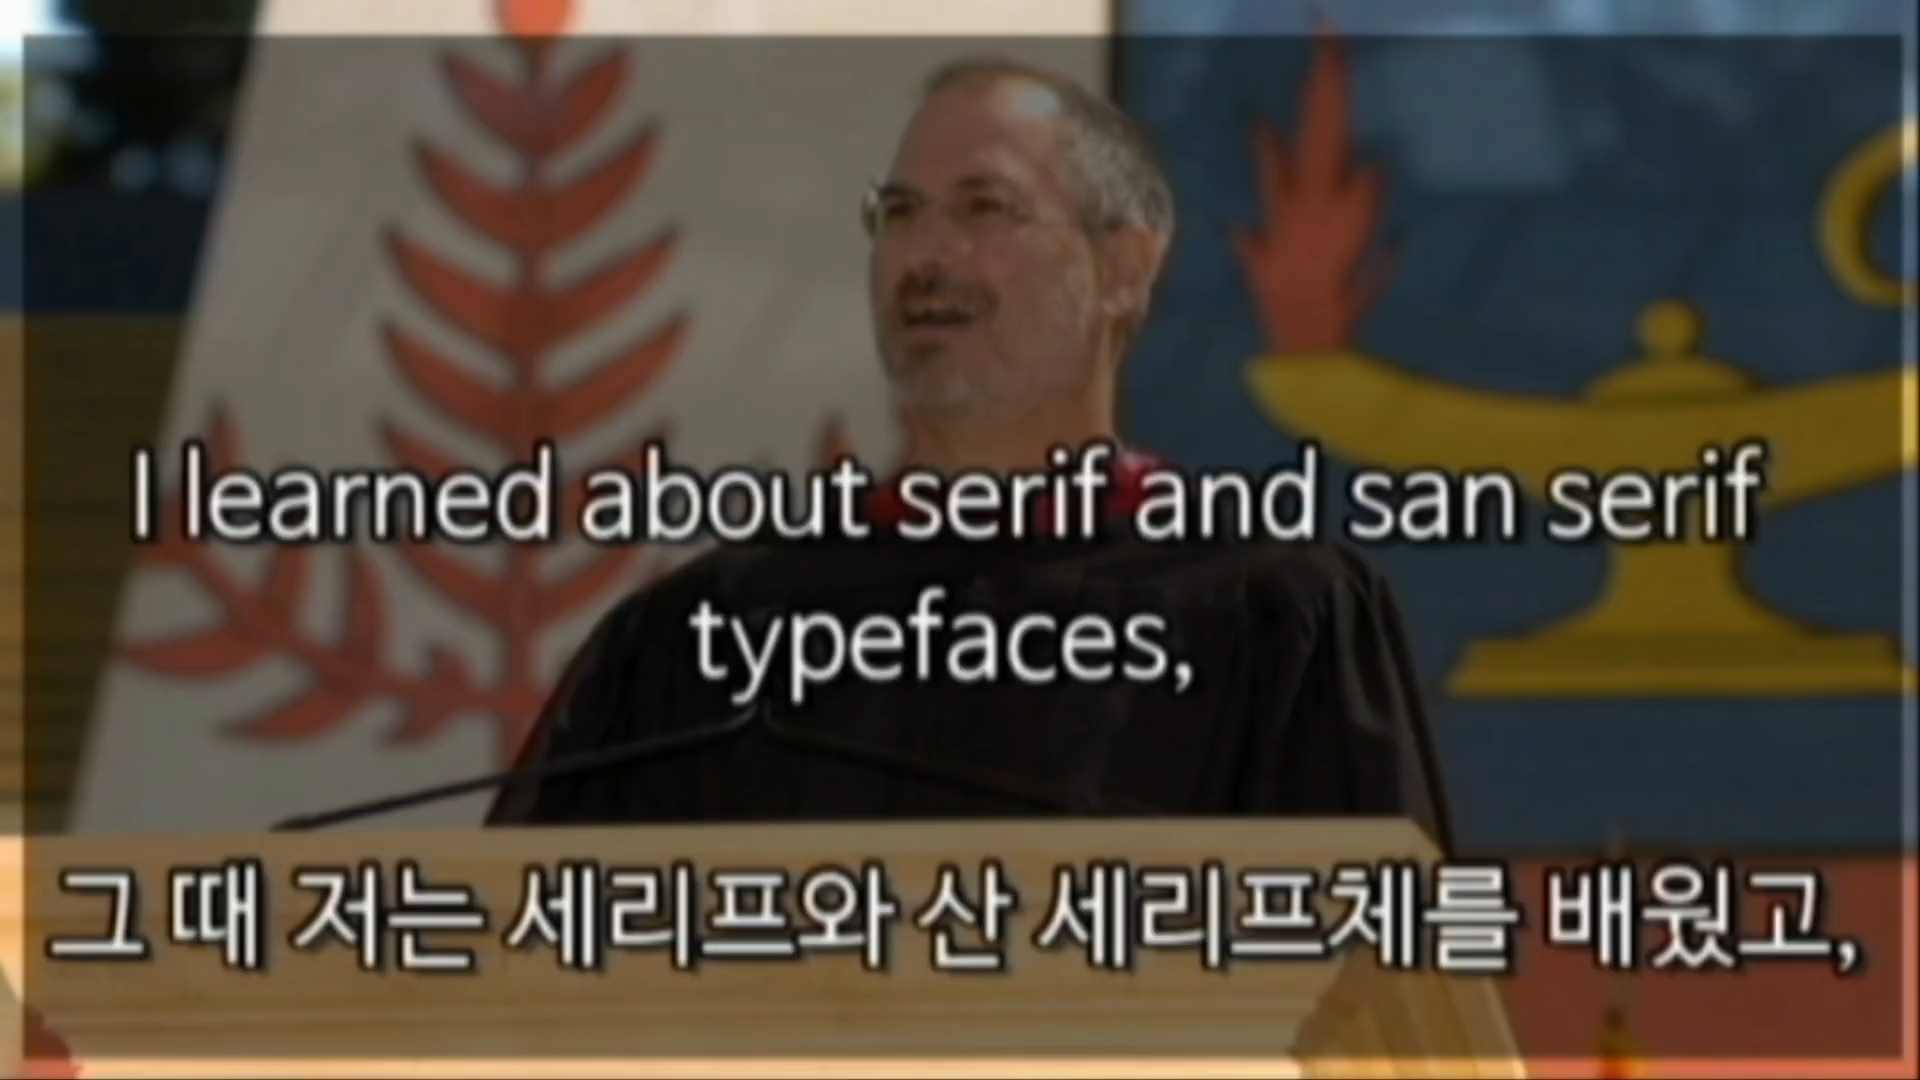 I learned about serif and san serif
typefaces,
그 때 저는 세리프와 산 세리프체를 배웠고,